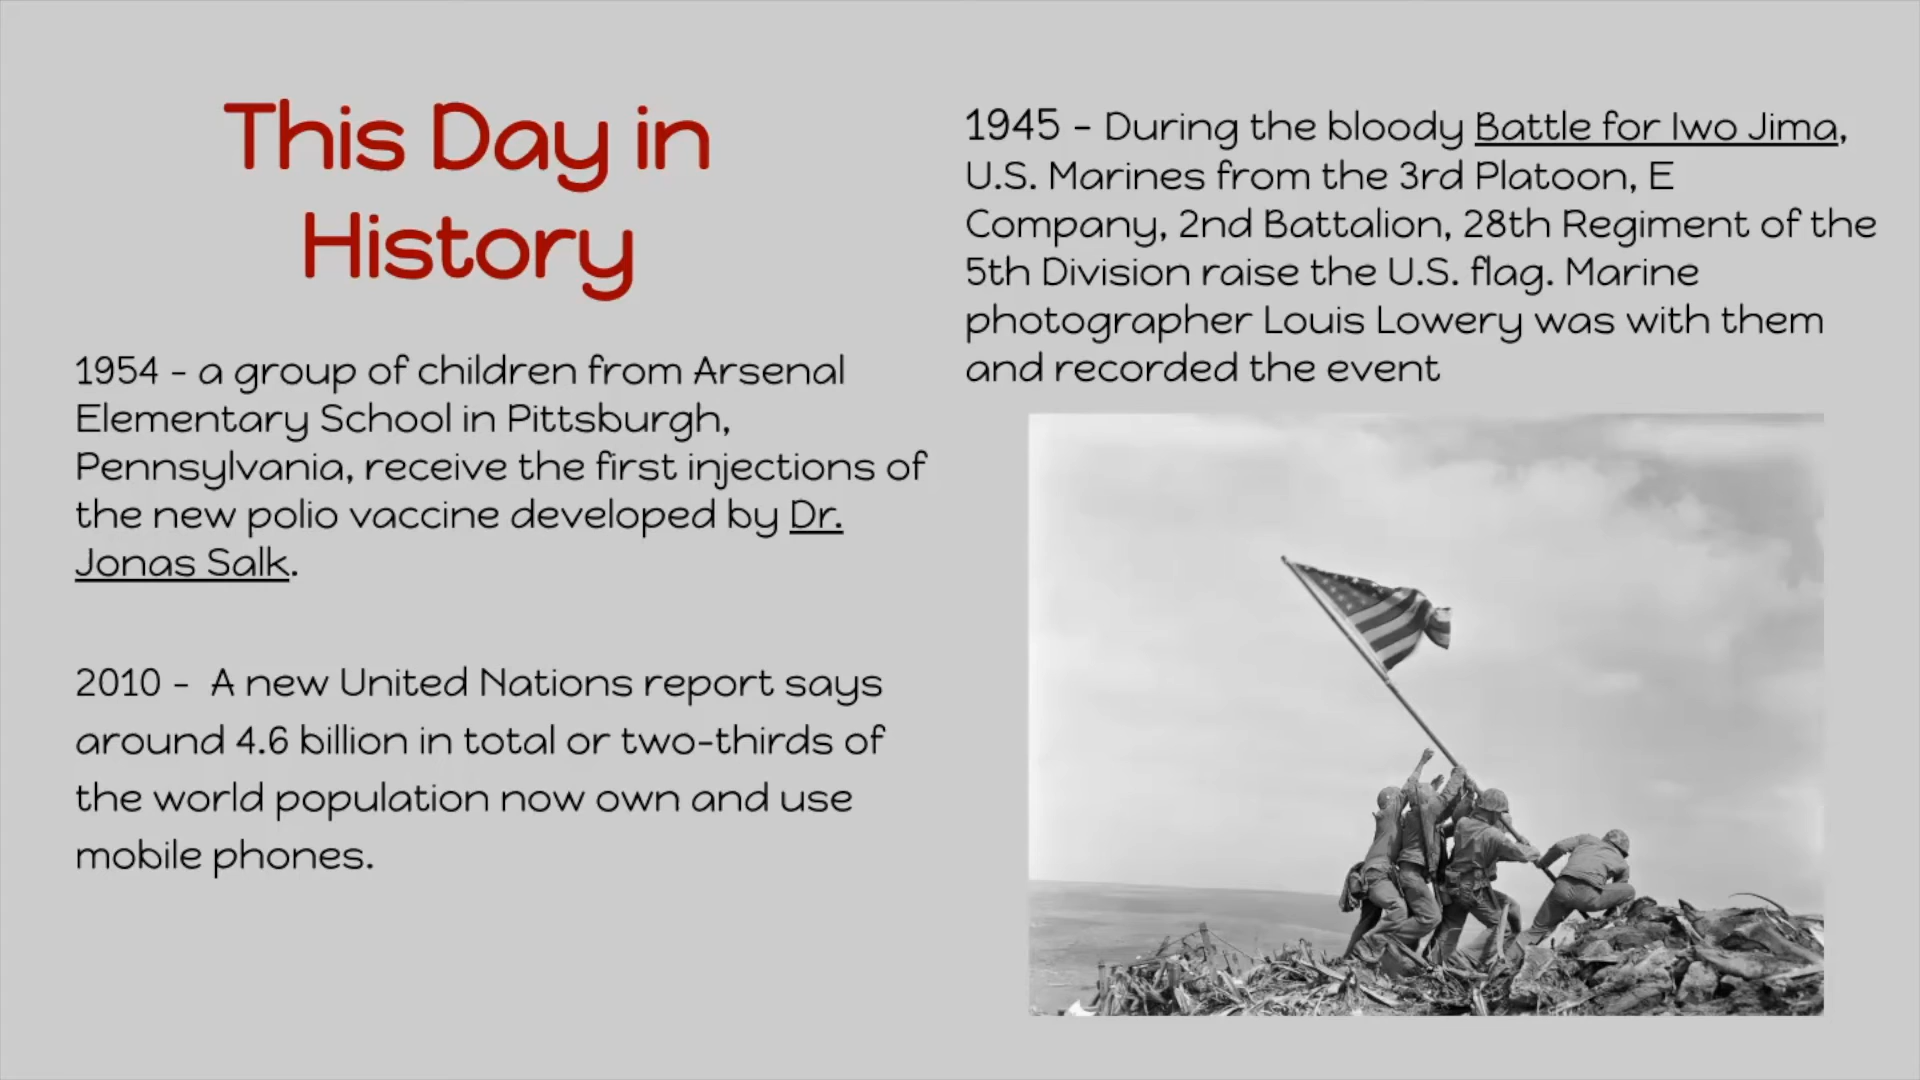 This Day in
History
1954 - a group of children from Arsenal
Elementary School in Pittsburgh,
Pennsylvania, receive the first injections of
the new polio vaccine developed by Dr.
Jonas Salk.
2010 -  A new United Nations report says
around 4.6 billion in total or two-thirds of
the world population now own and use
mobile phones.
1945 - During the bloody Battle for Iwo Jima,
U.S. Marines from the 3rd Platoon, E
Company, 2nd Battalion, 28th Regiment of the
5th Division raise the U.S. flag. Marine
photographer Louis Lowery was with them
and recorded the event